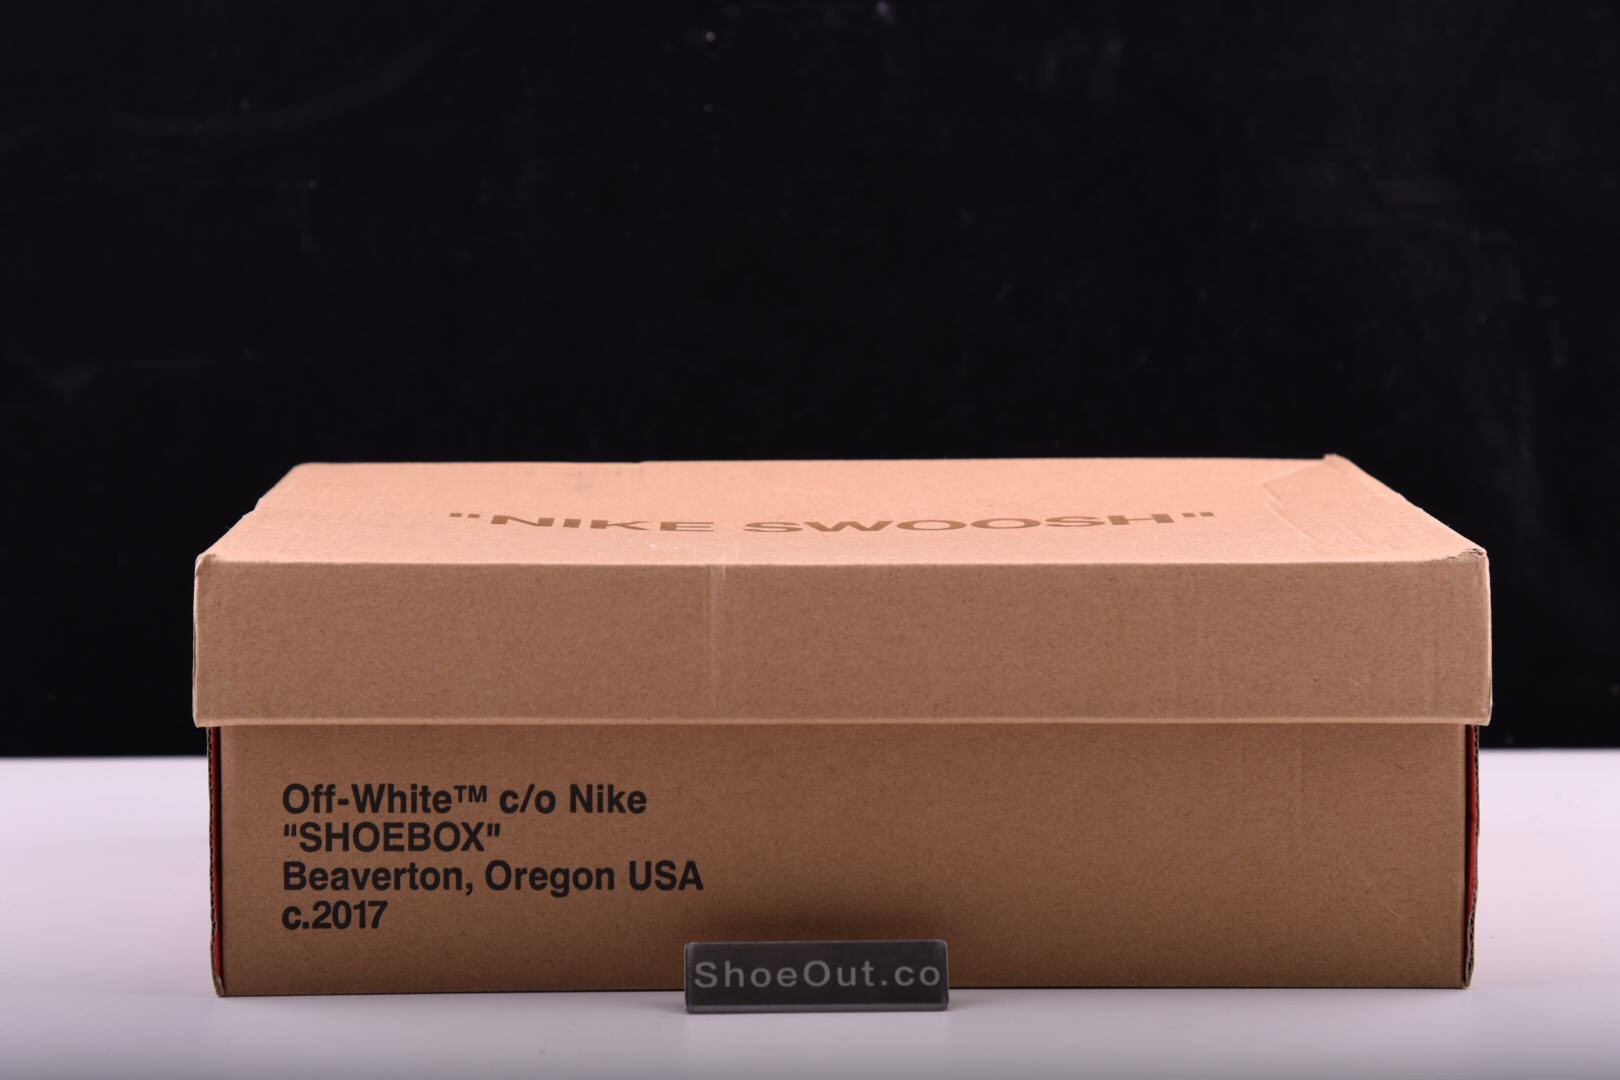 "NIKE SWOOSH"
Off-White™ c/o Nike
"SHOEBOX"
Beaverton, Oregon USA
c.2017
ShoeOut.co